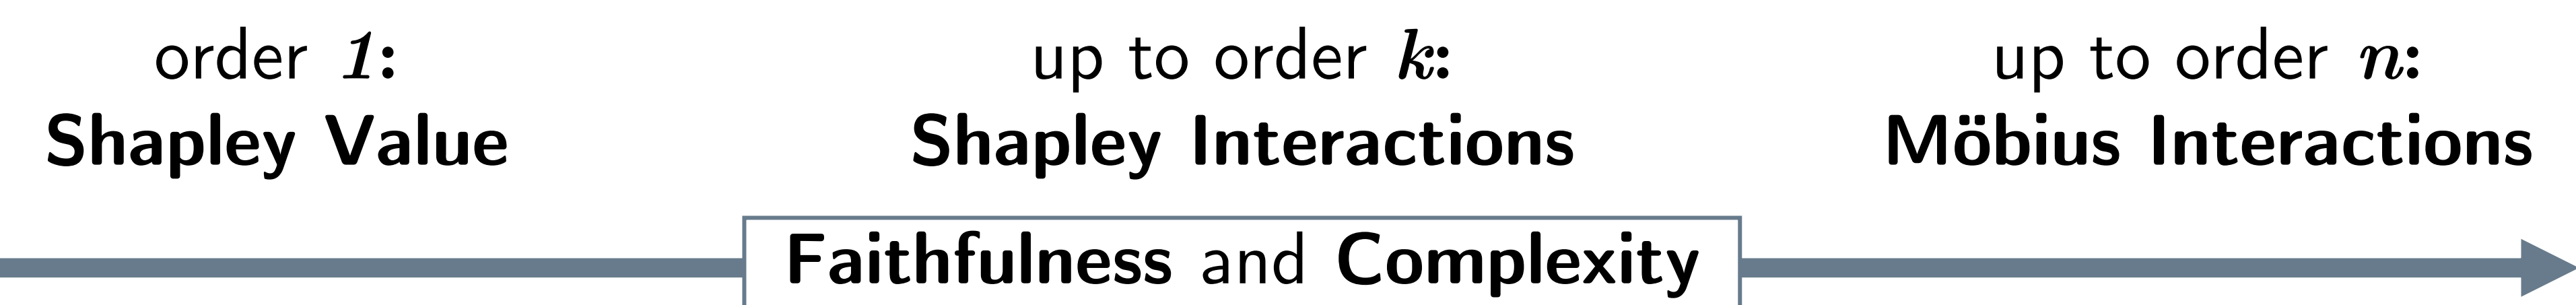 order 1:
Shapley Value
up to order k:
Shapley Interactions
up to order n:
Möbius Interactions
Faithfulness and Complexity